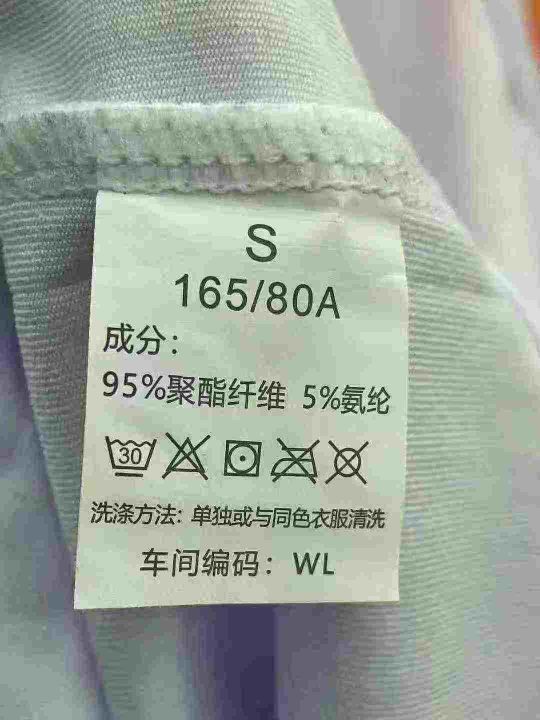 S
165/80A
成分：
95%聚酯纤维 5%氨纶
30
洗涤方法: 单独或与同色衣服清洗
车间编码：WL